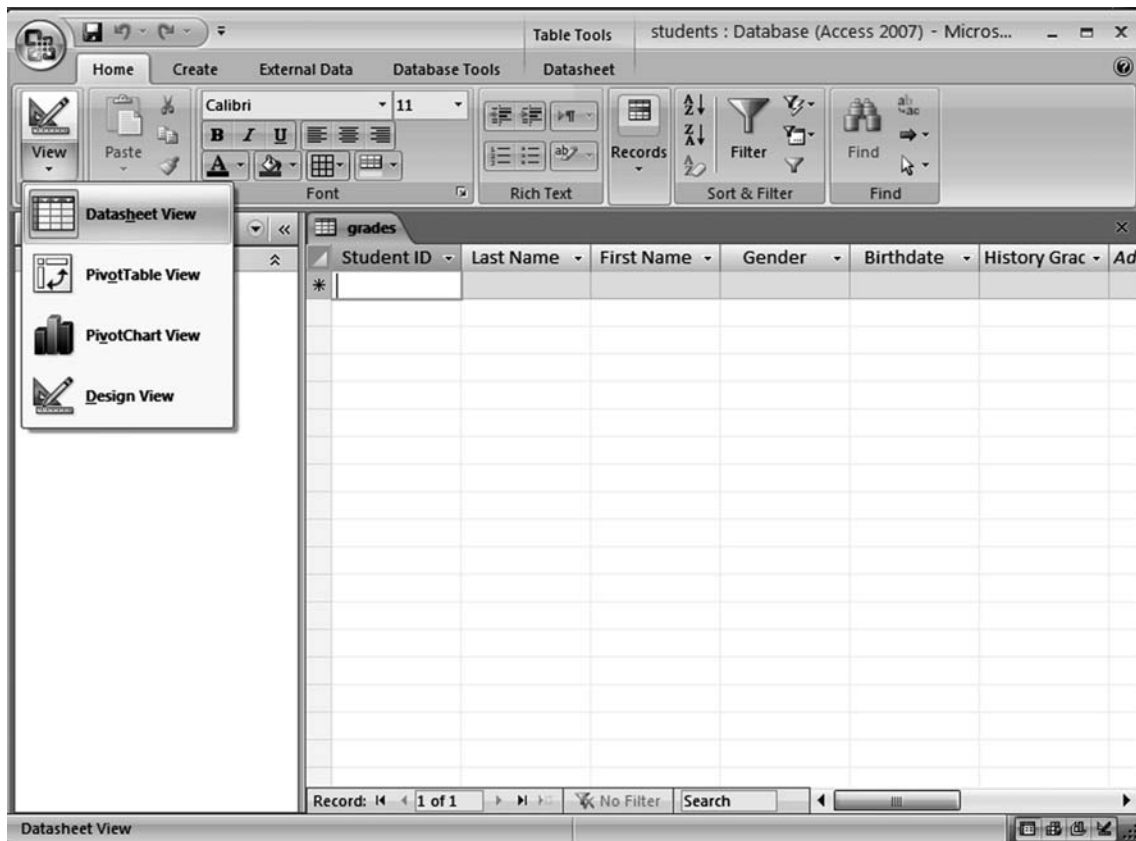 Table Tools
students : Database (Access 2007) - Micros...
Home Create External Data Database Tools Datasheet
Calibri 11
B I U
View Paste Records Filter Find
Font Rich Text Sort & Filter Find
Datasheet View
PivotTable View
PivotChart View
Design View
grades
Student ID Last Name First Name Gender Birthdate History Grac Ad
Record: 1 of 1 No Filter Search
Datasheet View